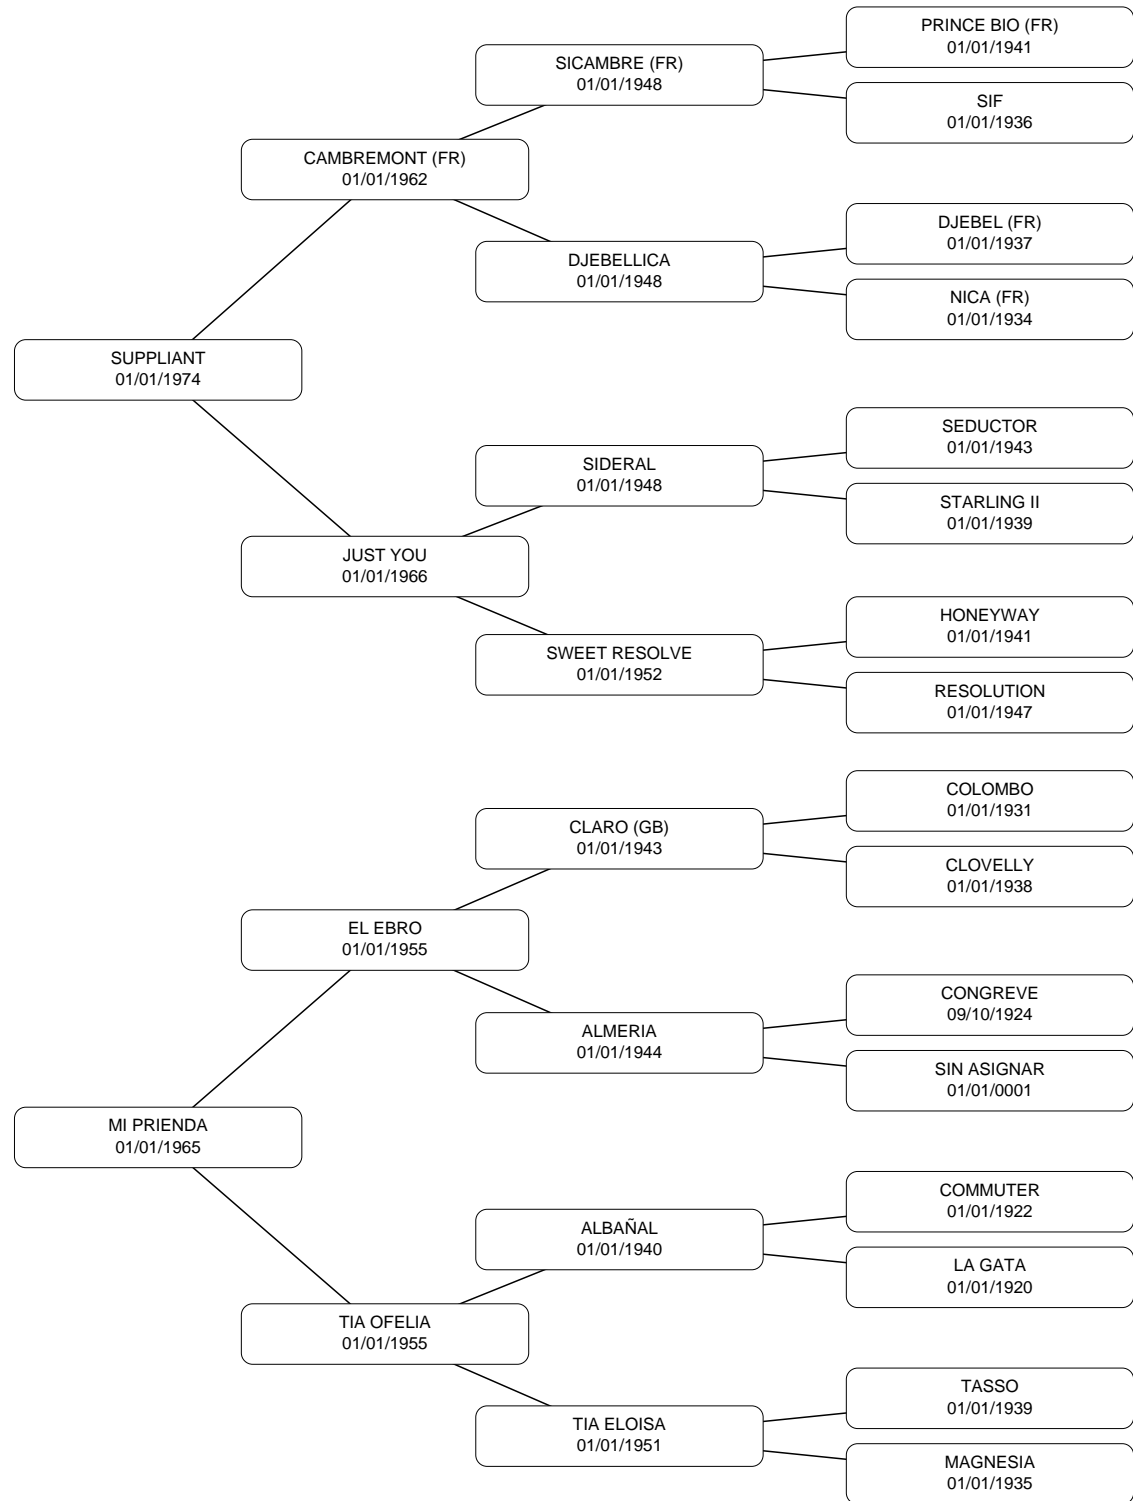 PRINCE BIO (FR)
01/01/1941
SICAMBRE (FR)
01/01/1948
SIF
01/01/1936
CAMBREMONT (FR)
01/01/1962
DJEBEL (FR)
01/01/1937
DJEBELLICA
01/01/1948
NICA (FR)
01/01/1934
SUPPLIANT
01/01/1974
SEDUCTOR
01/01/1943
SIDERAL
01/01/1948
STARLING II
01/01/1939
JUST YOU
01/01/1966
HONEYWAY
01/01/1941
SWEET RESOLVE
01/01/1952
RESOLUTION
01/01/1947
COLOMBO
01/01/1931
CLARO (GB)
01/01/1943
CLOVELLY
01/01/1938
EL EBRO
01/01/1955
CONGREVE
09/10/1924
ALMERIA
01/01/1944
SIN ASIGNAR
01/01/0001
MI PRIENDA
01/01/1965
COMMUTER
01/01/1922
ALBAÑAL
01/01/1940
LA GATA
01/01/1920
TIA OFELIA
01/01/1955
TASSO
01/01/1939
TIA ELOISA
01/01/1951
MAGNESIA
01/01/1935